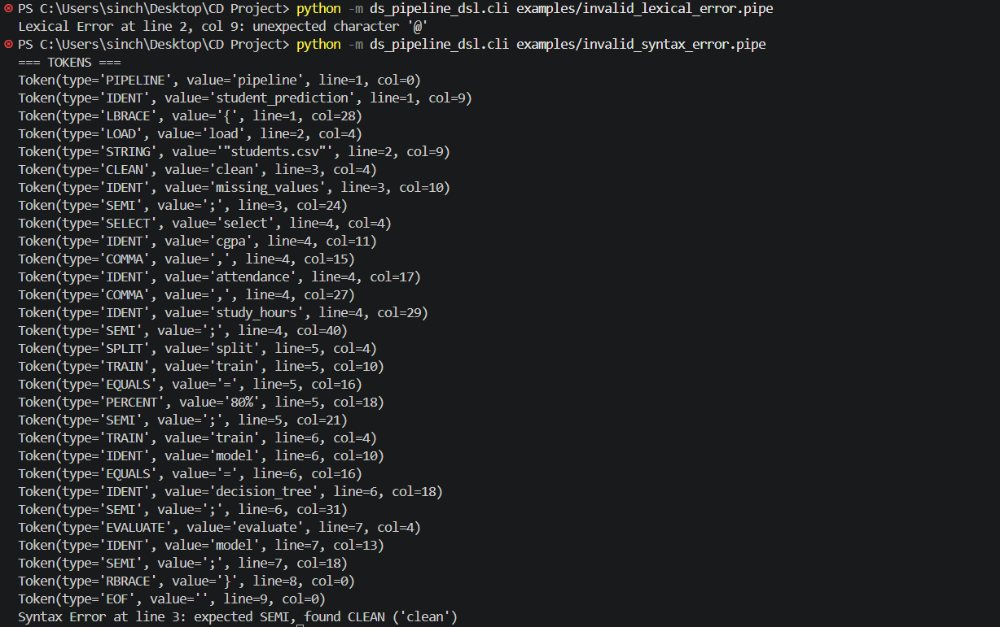 PS C:\Users\sinch\Desktop\CD Project> python -m ds_pipeline_dsl.cli examples/invalid_lexical_error.pipe
Lexical Error at line 2, col 9: unexpected character '@'
PS C:\Users\sinch\Desktop\CD Project> python -m ds_pipeline_dsl.cli examples/invalid_syntax_error.pipe
=== TOKENS ===
Token(type='PIPELINE', value='pipeline', line=1, col=0)
Token(type='IDENT', value='student_prediction', line=1, col=9)
Token(type='LBRACE', value='{', line=1, col=28)
Token(type='LOAD', value='load', line=2, col=4)
Token(type='STRING', value='"students.csv"', line=2, col=9)
Token(type='CLEAN', value='clean', line=3, col=4)
Token(type='IDENT', value='missing_values', line=3, col=10)
Token(type='SEMI', value=';', line=3, col=24)
Token(type='SELECT', value='select', line=4, col=4)
Token(type='IDENT', value='cgpa', line=4, col=11)
Token(type='COMMA', value=',', line=4, col=15)
Token(type='IDENT', value='attendance', line=4, col=17)
Token(type='COMMA', value=',', line=4, col=27)
Token(type='IDENT', value='study_hours', line=4, col=29)
Token(type='SEMI', value=';', line=4, col=40)
Token(type='SPLIT', value='split', line=5, col=4)
Token(type='TRAIN', value='train', line=5, col=10)
Token(type='EQUALS', value='=', line=5, col=16)
Token(type='PERCENT', value='80%', line=5, col=18)
Token(type='SEMI', value=';', line=5, col=21)
Token(type='TRAIN', value='train', line=6, col=4)
Token(type='IDENT', value='model', line=6, col=10)
Token(type='EQUALS', value='=', line=6, col=16)
Token(type='IDENT', value='decision_tree', line=6, col=18)
Token(type='SEMI', value=';', line=6, col=31)
Token(type='EVALUATE', value='evaluate', line=7, col=4)
Token(type='IDENT', value='model', line=7, col=13)
Token(type='SEMI', value=';', line=7, col=18)
Token(type='RBRACE', value='}', line=8, col=0)
Token(type='EOF', value='', line=9, col=0)
Syntax Error at line 3: expected SEMI, found CLEAN ('clean')